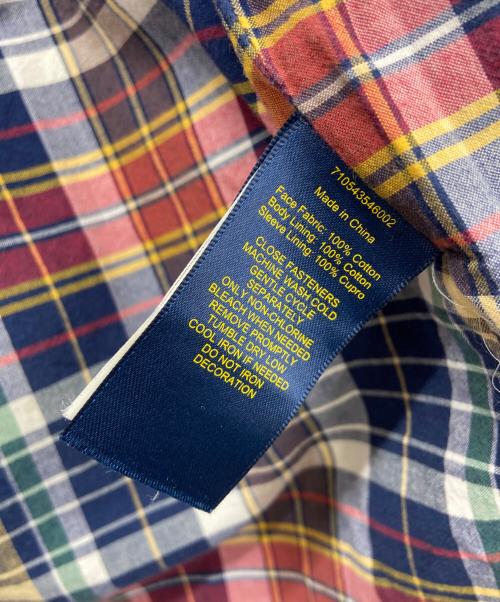 710543546002
Made in China
Face Fabric: 100% Cotton
Body Lining: 100% Cotton
Sleeve Lining: 100% Cupro
CLOSE FASTENERS
MACHINE WASH COLD
GENTLE CYCLE
SEPARATELY
ONLY NON-CHLORINE
BLEACH WHEN NEEDED
REMOVE PROMPTLY
TUMBLE DRY LOW
COOL IRON IF NEEDED
DO NOT IRON
DECORATION